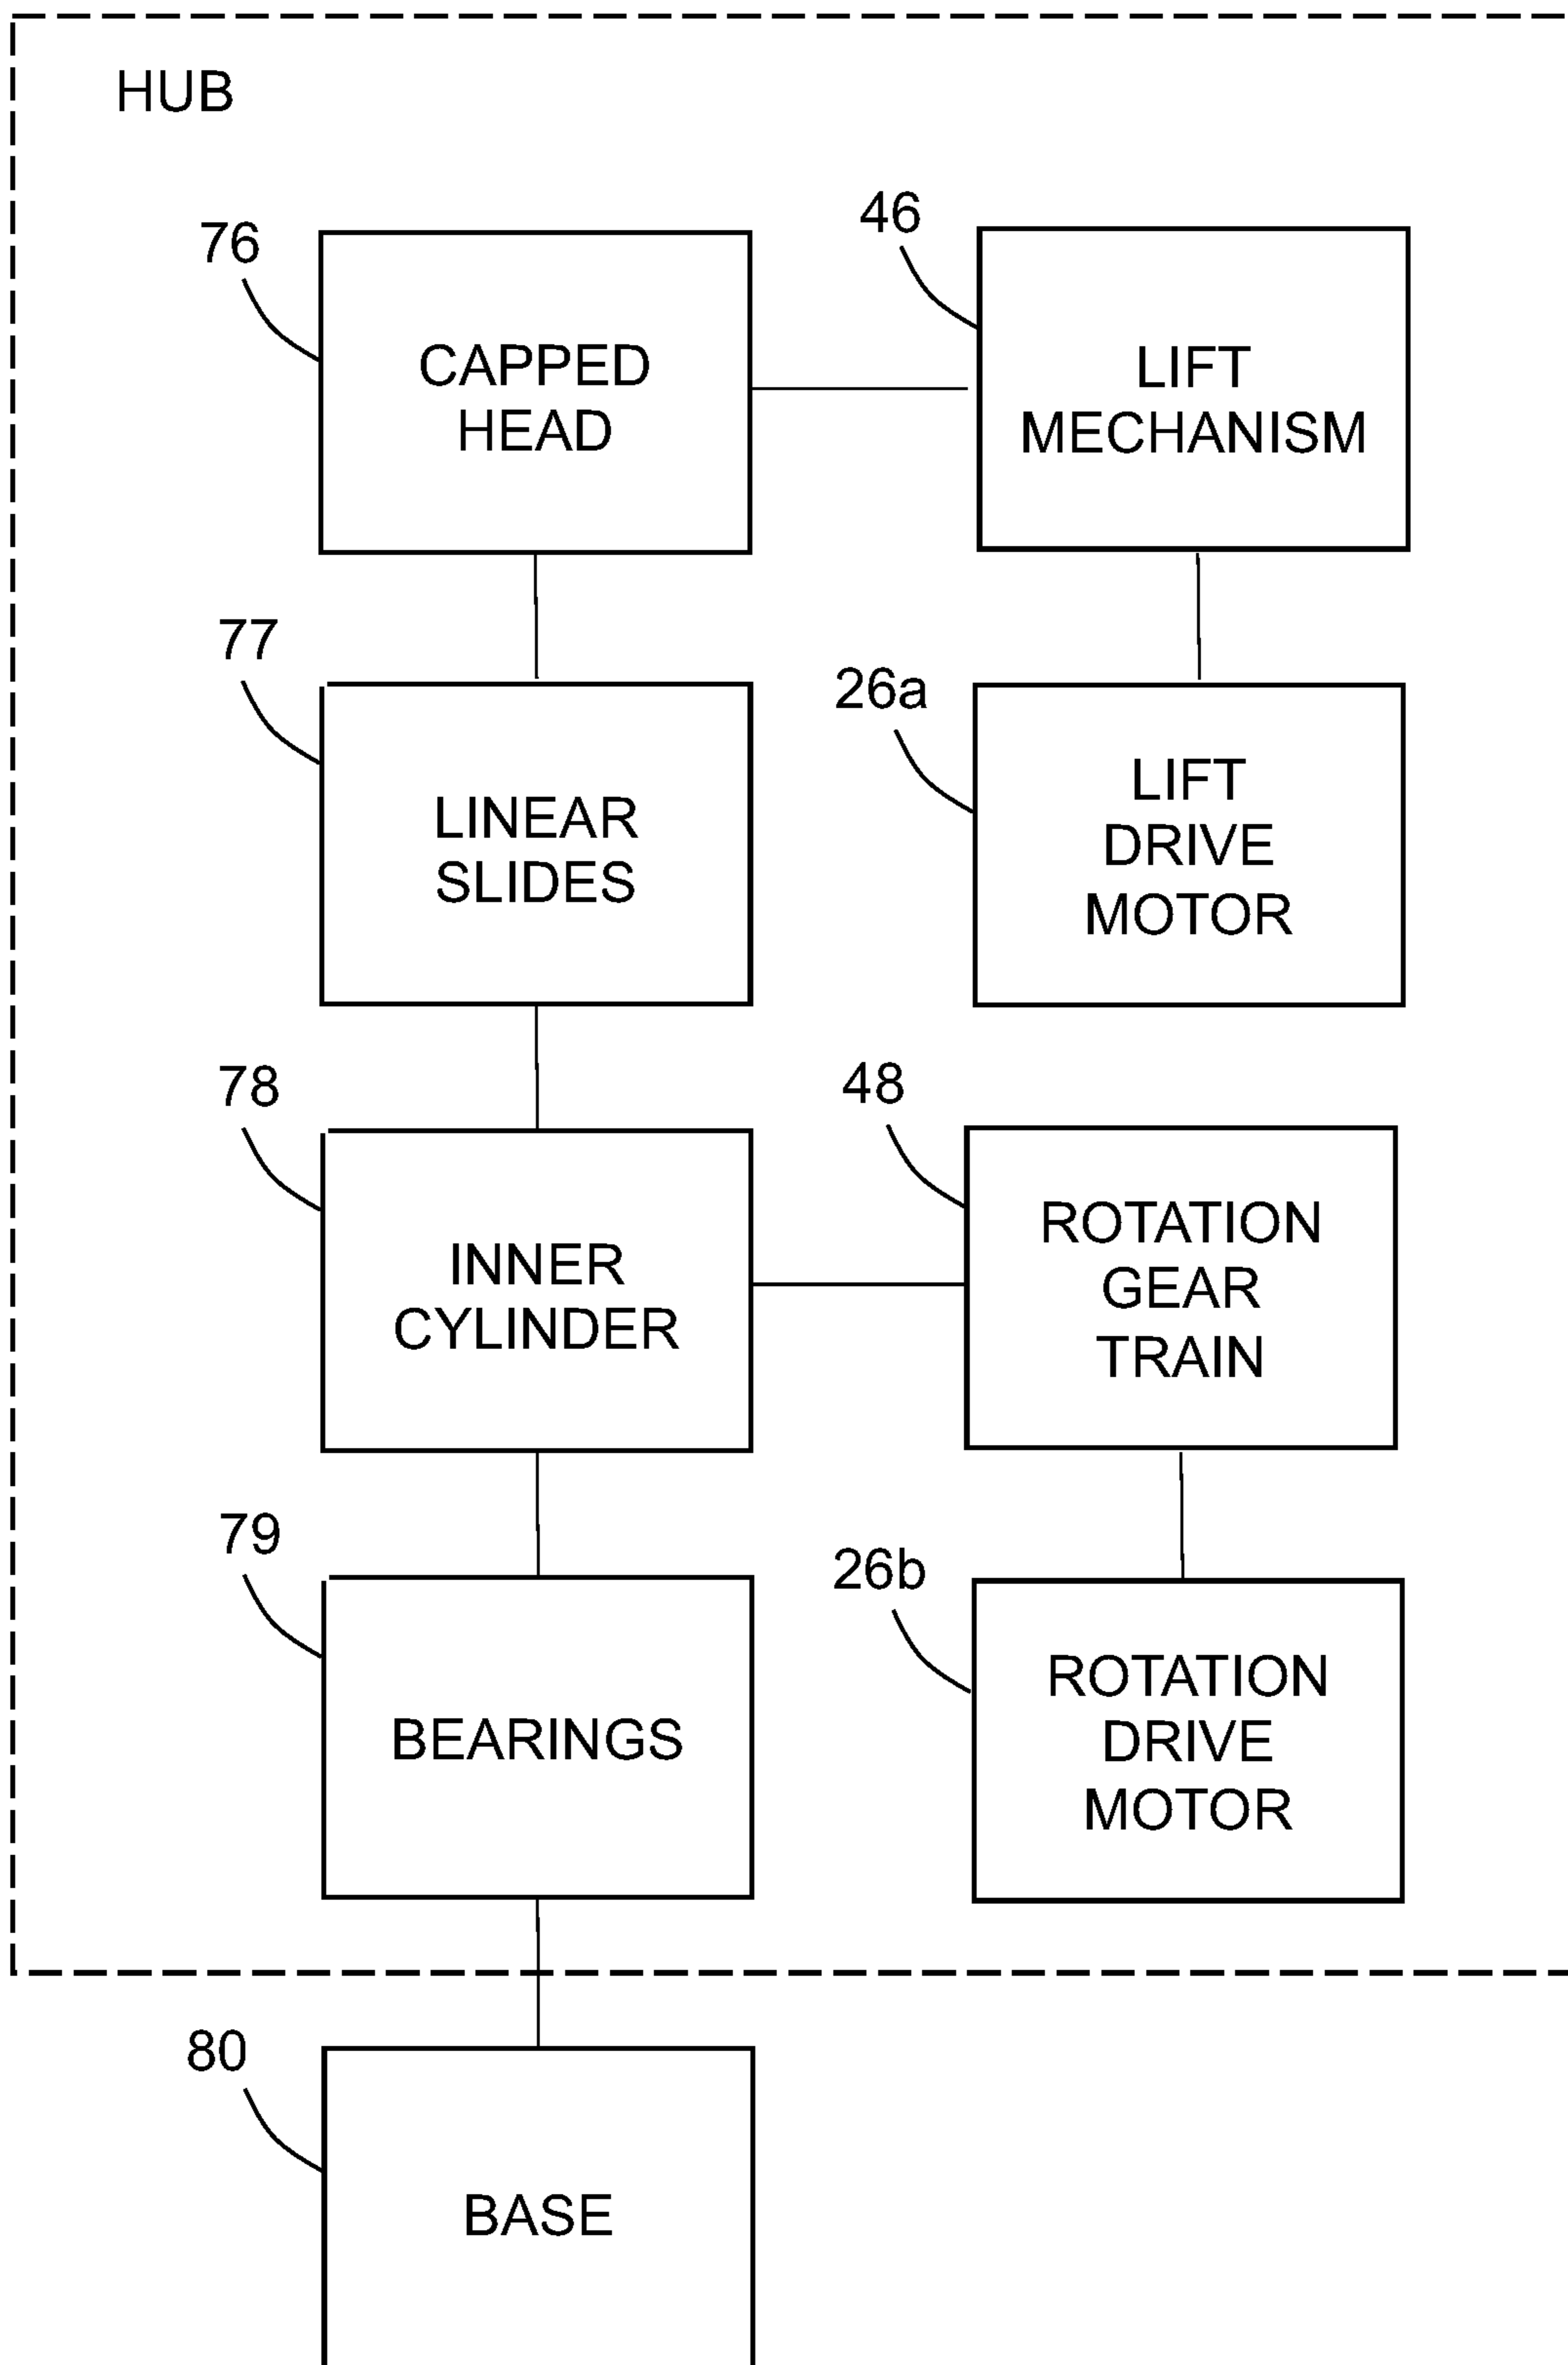 HUB
76
CAPPED
HEAD
46
LIFT
MECHANISM
77
LINEAR
SLIDES
26a
LIFT
DRIVE
MOTOR
78
INNER
CYLINDER
48
ROTATION
GEAR
TRAIN
79
BEARINGS
26b
ROTATION
DRIVE
MOTOR
80
BASE